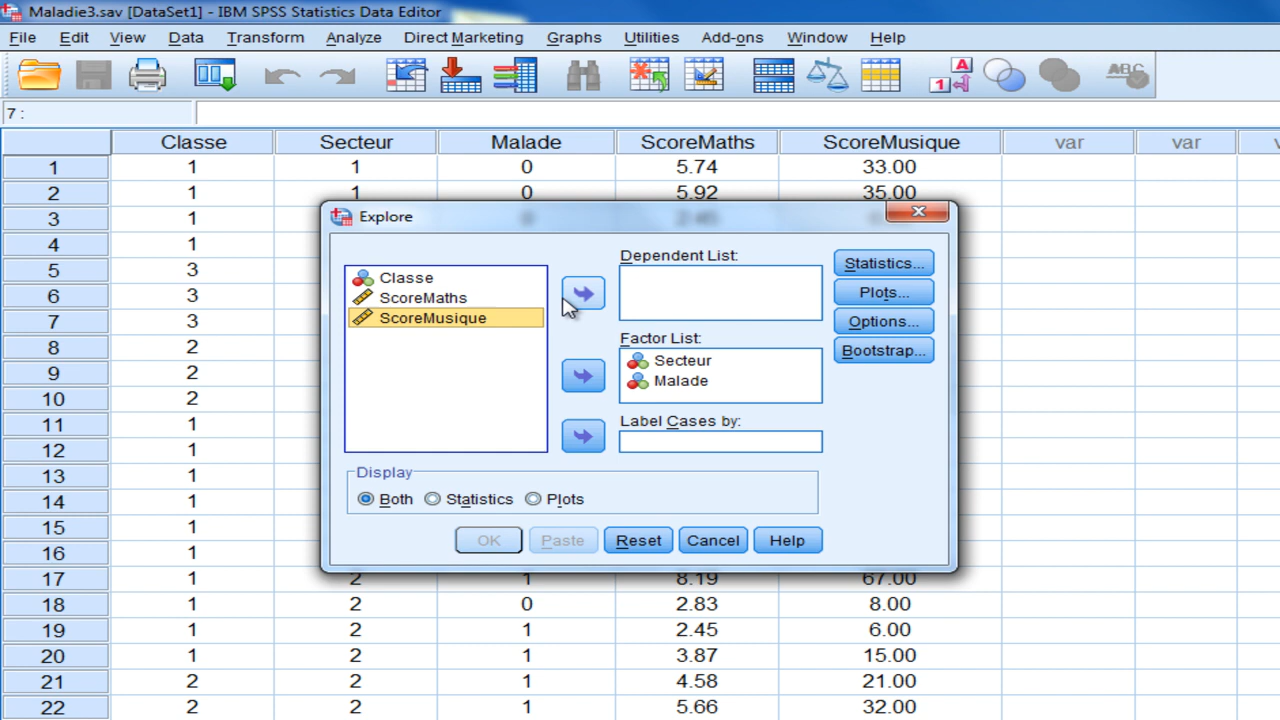 Maladie3.sav [DataSet1] - IBM SPSS Statistics Data Editor
File Edit View Data Transform Analyze Direct Marketing Graphs Utilities Add-ons Window Help
1 A ABC
7 :
Classe Secteur Malade ScoreMaths ScoreMusique var var
1 1 1 0 5.74 33.00
2 1 1 0 5.92 35.00
3 1 0 2.45
4 1
5 3
6 3
7 3
8 2
9 2
10 2
11 1
12 1
13 1
14 1
15 1
16 1
17 1 2 1 8.19 67.00
18 1 2 0 2.83 8.00
19 1 2 1 2.45 6.00
20 1 2 1 3.87 15.00
21 2 2 1 4.58 21.00
22 2 2 1 5.66 32.00
Explore
Classe
ScoreMaths
ScoreMusique
Dependent List:
Factor List:
Secteur
Malade
Label Cases by:
Statistics...
Plots...
Options...
Bootstrap...
Display
Both Statistics Plots
OK Paste Reset Cancel Help